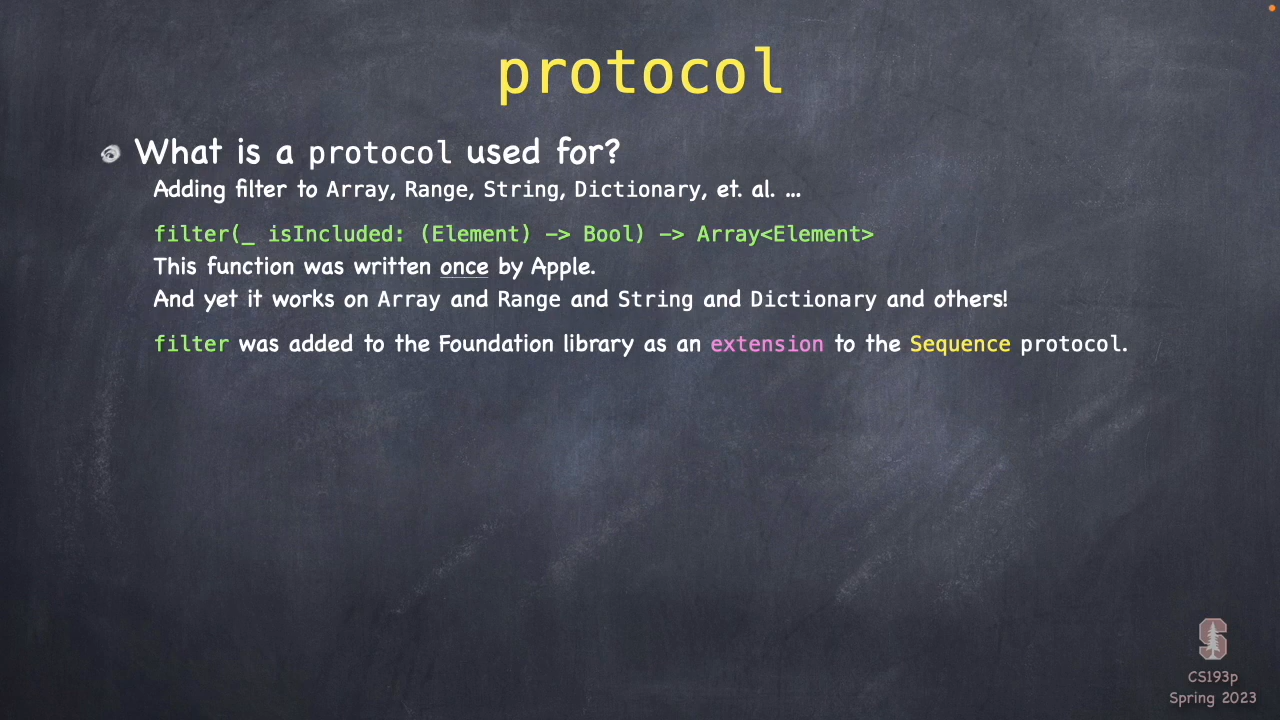 protocol
What is a protocol used for?
Adding filter to Array, Range, String, Dictionary, et. al. ...
filter(_ isIncluded: (Element) -> Bool) -> Array<Element>
This function was written once by Apple.
And yet it works on Array and Range and String and Dictionary and others!
filter was added to the Foundation library as an extension to the Sequence protocol.
S
CS193p
Spring 2023